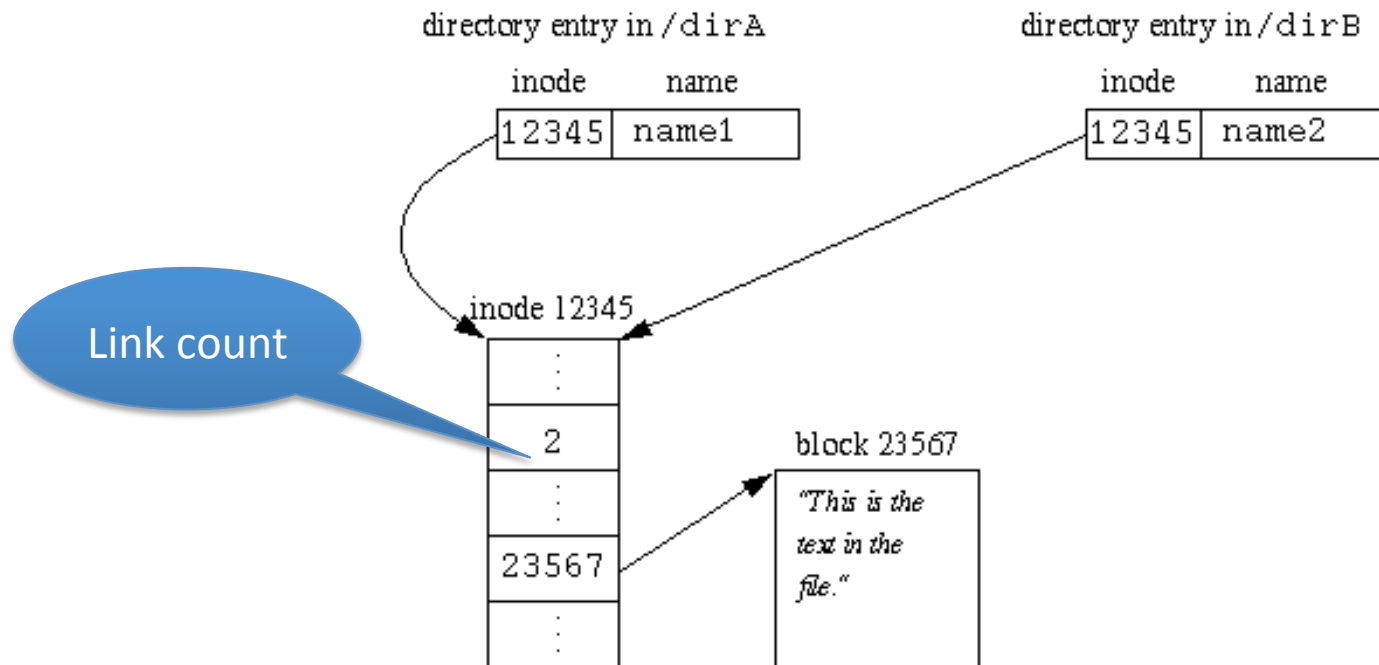 directory entry in /dirA
directory entry in /dirB
inode name
inode name
12345 name1
12345 name2
inode 12345
Link count
2
block 23567
"This is the
text in the
file."
23567